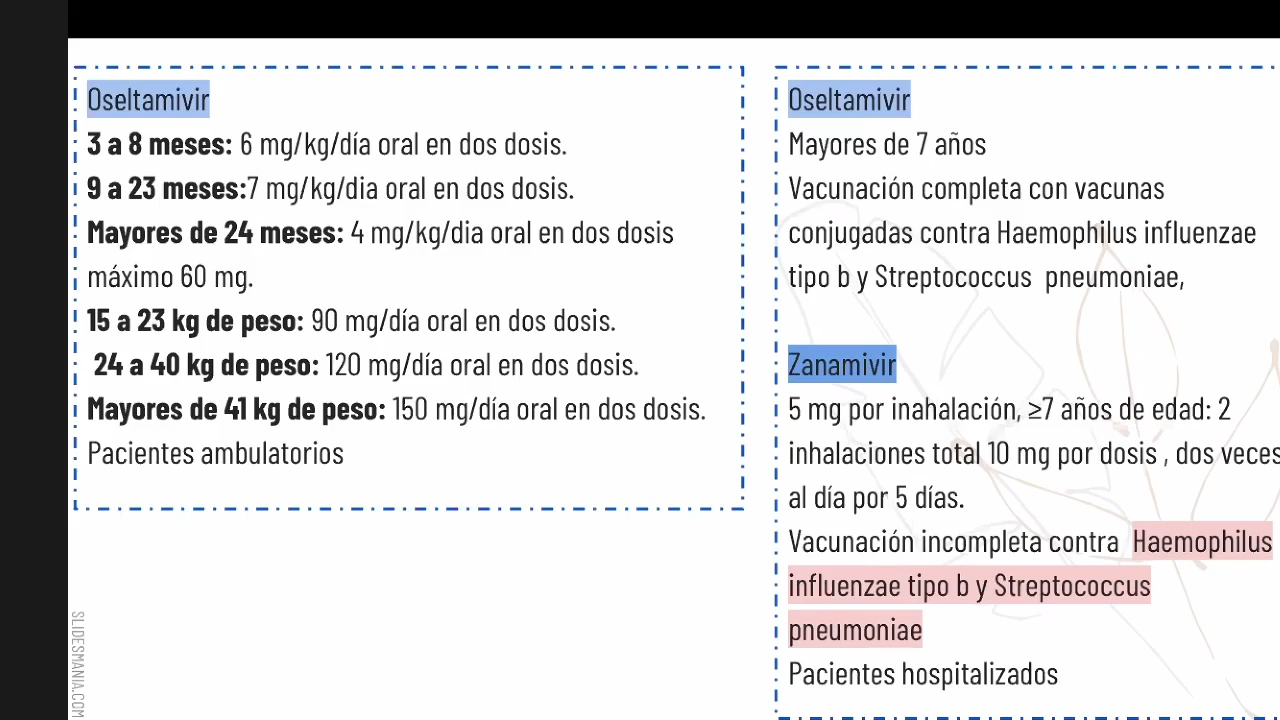 Oseltamivir
3 a 8 meses: 6 mg/kg/día oral en dos dosis.
9 a 23 meses:7 mg/kg/dia oral en dos dosis.
Mayores de 24 meses: 4 mg/kg/dia oral en dos dosis
máximo 60 mg.
15 a 23 kg de peso: 90 mg/día oral en dos dosis.
24 a 40 kg de peso: 120 mg/día oral en dos dosis.
Mayores de 41 kg de peso: 150 mg/día oral en dos dosis.
Pacientes ambulatorios
Oseltamivir
Mayores de 7 años
Vacunación completa con vacunas
conjugadas contra Haemophilus influenzae
tipo b y Streptococcus pneumoniae,
Zanamivir
5 mg por inahalación, ≥7 años de edad: 2
inhalaciones total 10 mg por dosis , dos veces
al día por 5 días.
Vacunación incompleta contra Haemophilus
influenzae tipo b y Streptococcus
pneumoniae
Pacientes hospitalizados
SLIDESMANIA.COM